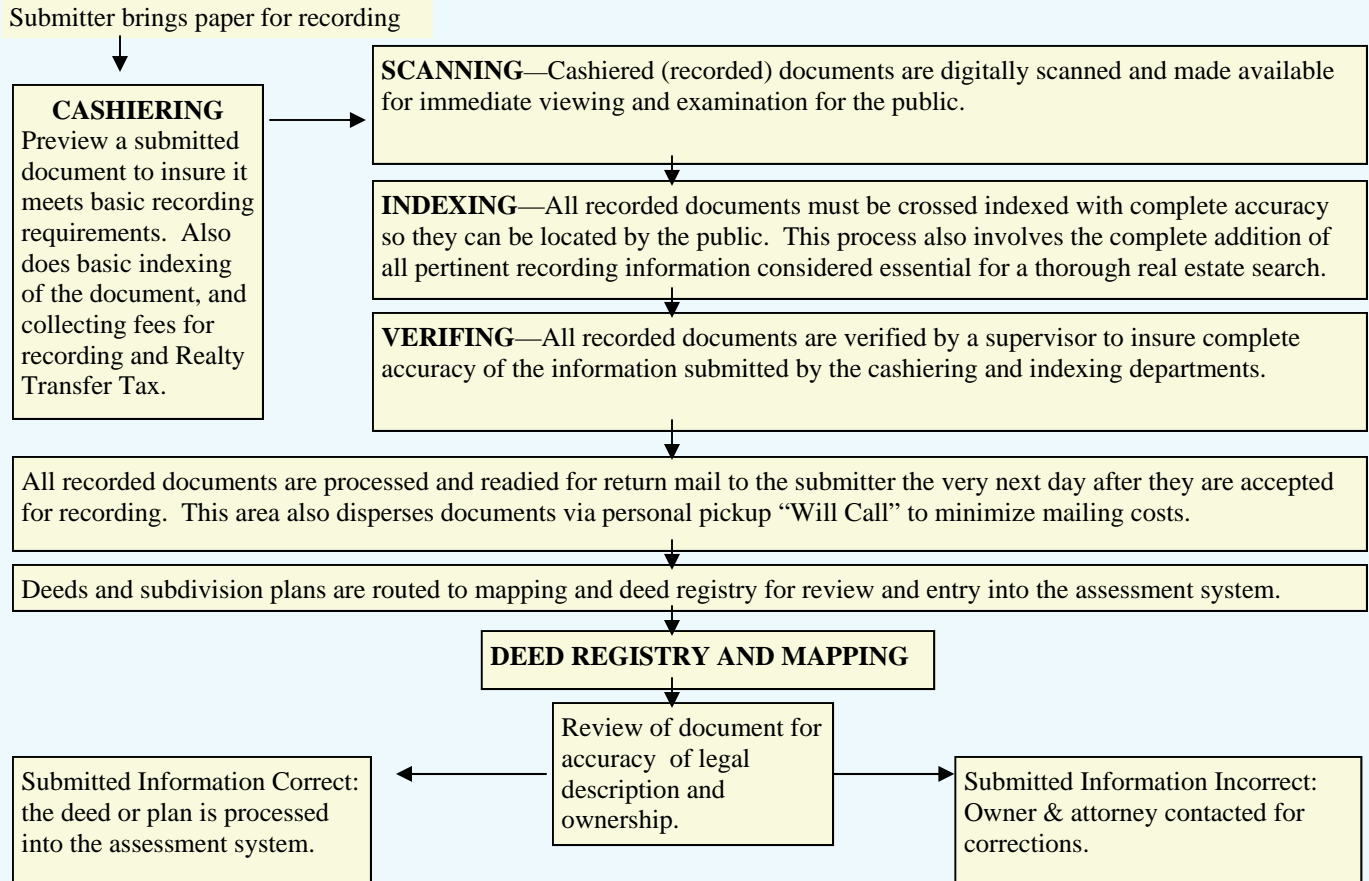 Submitter brings paper for recording
CASHIERING
Preview a submitted
document to insure it
meets basic recording
requirements.  Also
does basic indexing
of the document, and
collecting fees for
recording and Realty
Transfer Tax.
SCANNING—Cashiered (recorded) documents are digitally scanned and made available
for immediate viewing and examination for the public.
INDEXING—All recorded documents must be crossed indexed with complete accuracy
so they can be located by the public.  This process also involves the complete addition of
all pertinent recording information considered essential for a thorough real estate search.
VERIFING—All recorded documents are verified by a supervisor to insure complete
accuracy of the information submitted by the cashiering and indexing departments.
All recorded documents are processed and readied for return mail to the submitter the very next day after they are accepted
for recording.  This area also disperses documents via personal pickup “Will Call” to minimize mailing costs.
Deeds and subdivision plans are routed to mapping and deed registry for review and entry into the assessment system.
DEED REGISTRY AND MAPPING
Review of document for
accuracy  of legal
description and
ownership.
Submitted Information Correct:
the deed or plan is processed
into the assessment system.
Submitted Information Incorrect:
Owner & attorney contacted for
corrections.